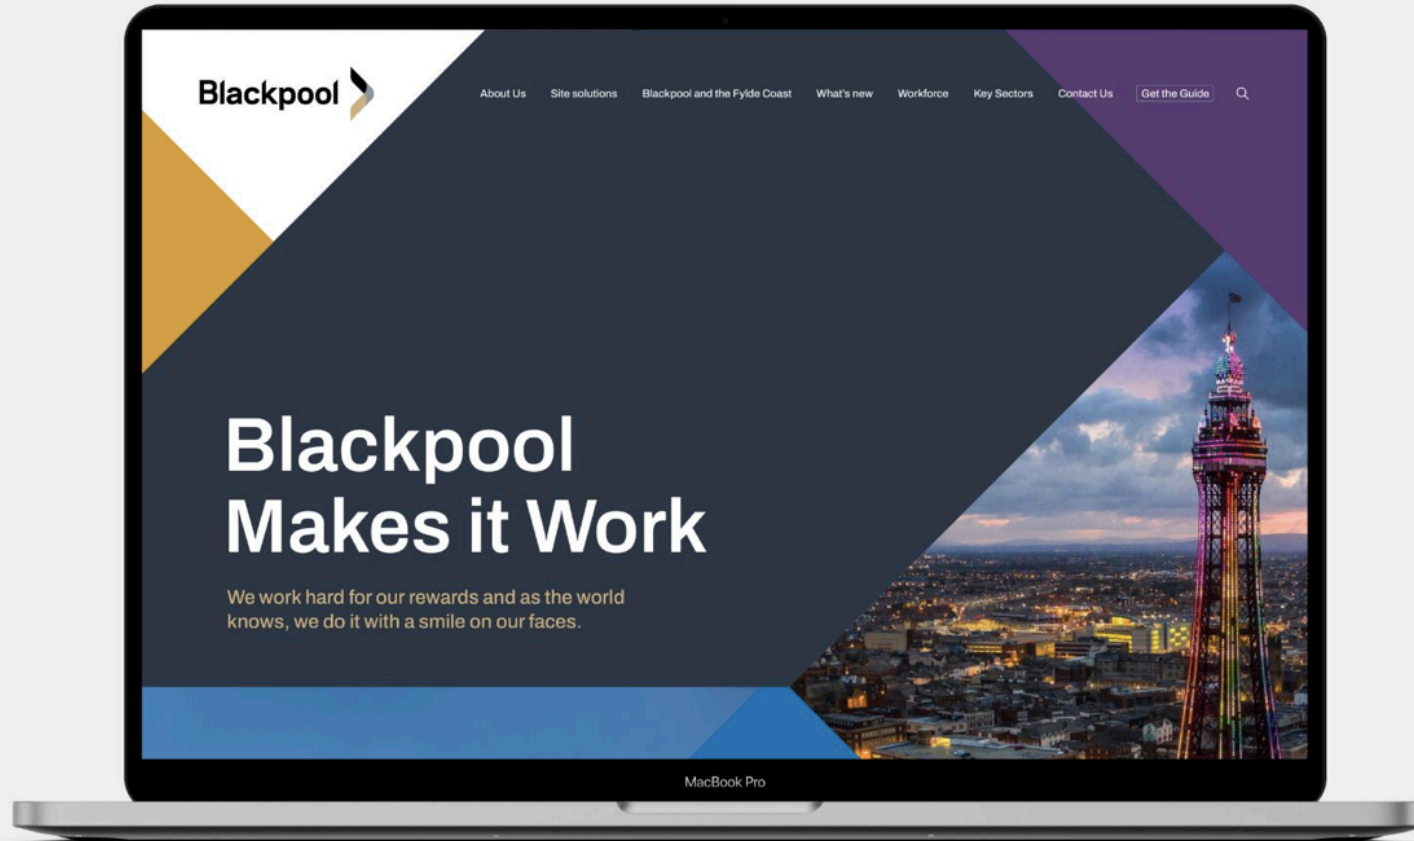 Blackpool
About Us Site solutions Blackpool and the Fylde Coast What's new Workforce Key Sectors Contact Us Get the Guide
Blackpool
Makes it Work
We work hard for our rewards and as the world
knows, we do it with a smile on our faces.
MacBook Pro